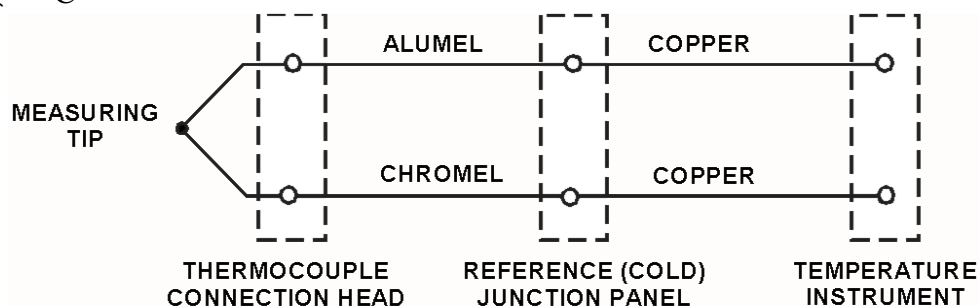 ALUMEL COPPER
MEASURING
TIP
CHROMEL COPPER
THERMOCOUPLE
CONNECTION HEAD
REFERENCE (COLD)
JUNCTION PANEL
TEMPERATURE
INSTRUMENT